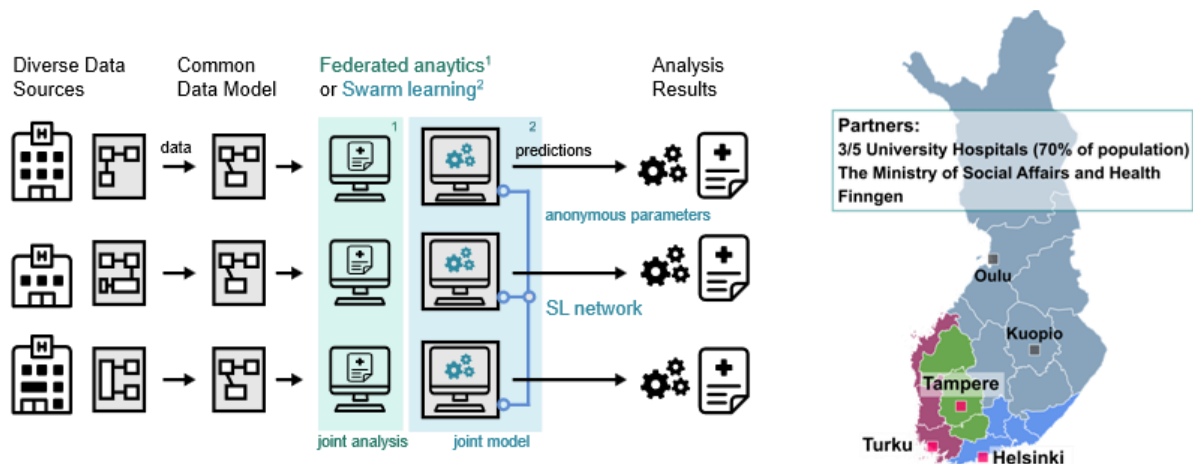 Diverse Data
Sources
Common
Data Model
Federated anaytics1
or Swarm learning2
Analysis
Results
H
data
1
2
predictions
anonymous parameters
H
SL network
H
joint analysis
joint model
Partners:
3/5 University Hospitals (70% of population)
The Ministry of Social Affairs and Health
Finngen
Oulu
Kuopio
Tampere
Turku
Helsinki